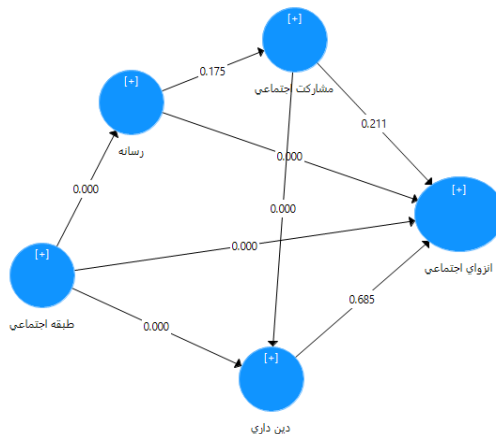 [+]
مشاركت اجتماعي
[+]
رسانه
0.175
0.211
0.000
0.000
0.000
[+]
انزواي اجتماعي
0.000
[+]
طبقه اجتماعي
0.685
0.000
[+]
دين داري